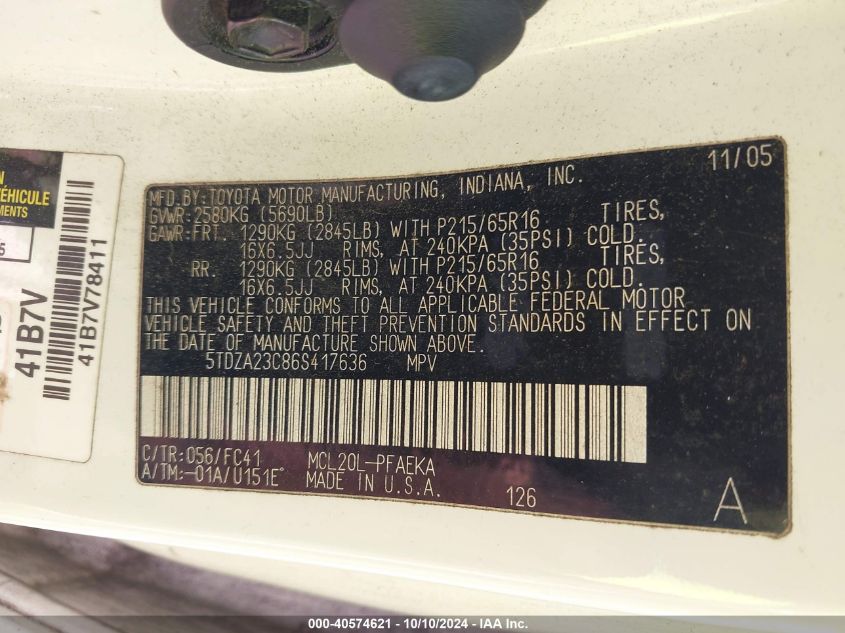 N
VÉHICULE
MENTS
5
41B7V
41B7V78411
11/05
MFD.BY:TOYOTA MOTOR MANUFACTURING, INDIANA, INC.
GVWR:2580KG (5690LB)
GAWR:FRT. 1290KG (2845LB) WITH P215/65R16 TIRES,
16X6.5JJ RIMS, AT 240KPA (35PSI) COLD.
RR. 1290KG (2845LB) WITH P215/65R16 TIRES,
16X6.5JJ RIMS, AT 240KPA (35PSI) COLD.
THIS VEHICLE CONFORMS TO ALL APPLICABLE FEDERAL MOTOR
VEHICLE SAFETY AND THEFT PREVENTION STANDARDS IN EFFECT ON
THE DATE OF MANUFACTURE SHOWN ABOVE.
5TDZA23C86S417636 MPV
C/TR:056/FC41 MCL20L-PFAEKA
A/TM:-01A/U151E MADE IN U.S.A.
126 A
000-40574621 - 10/10/2024 - IAA Inc.